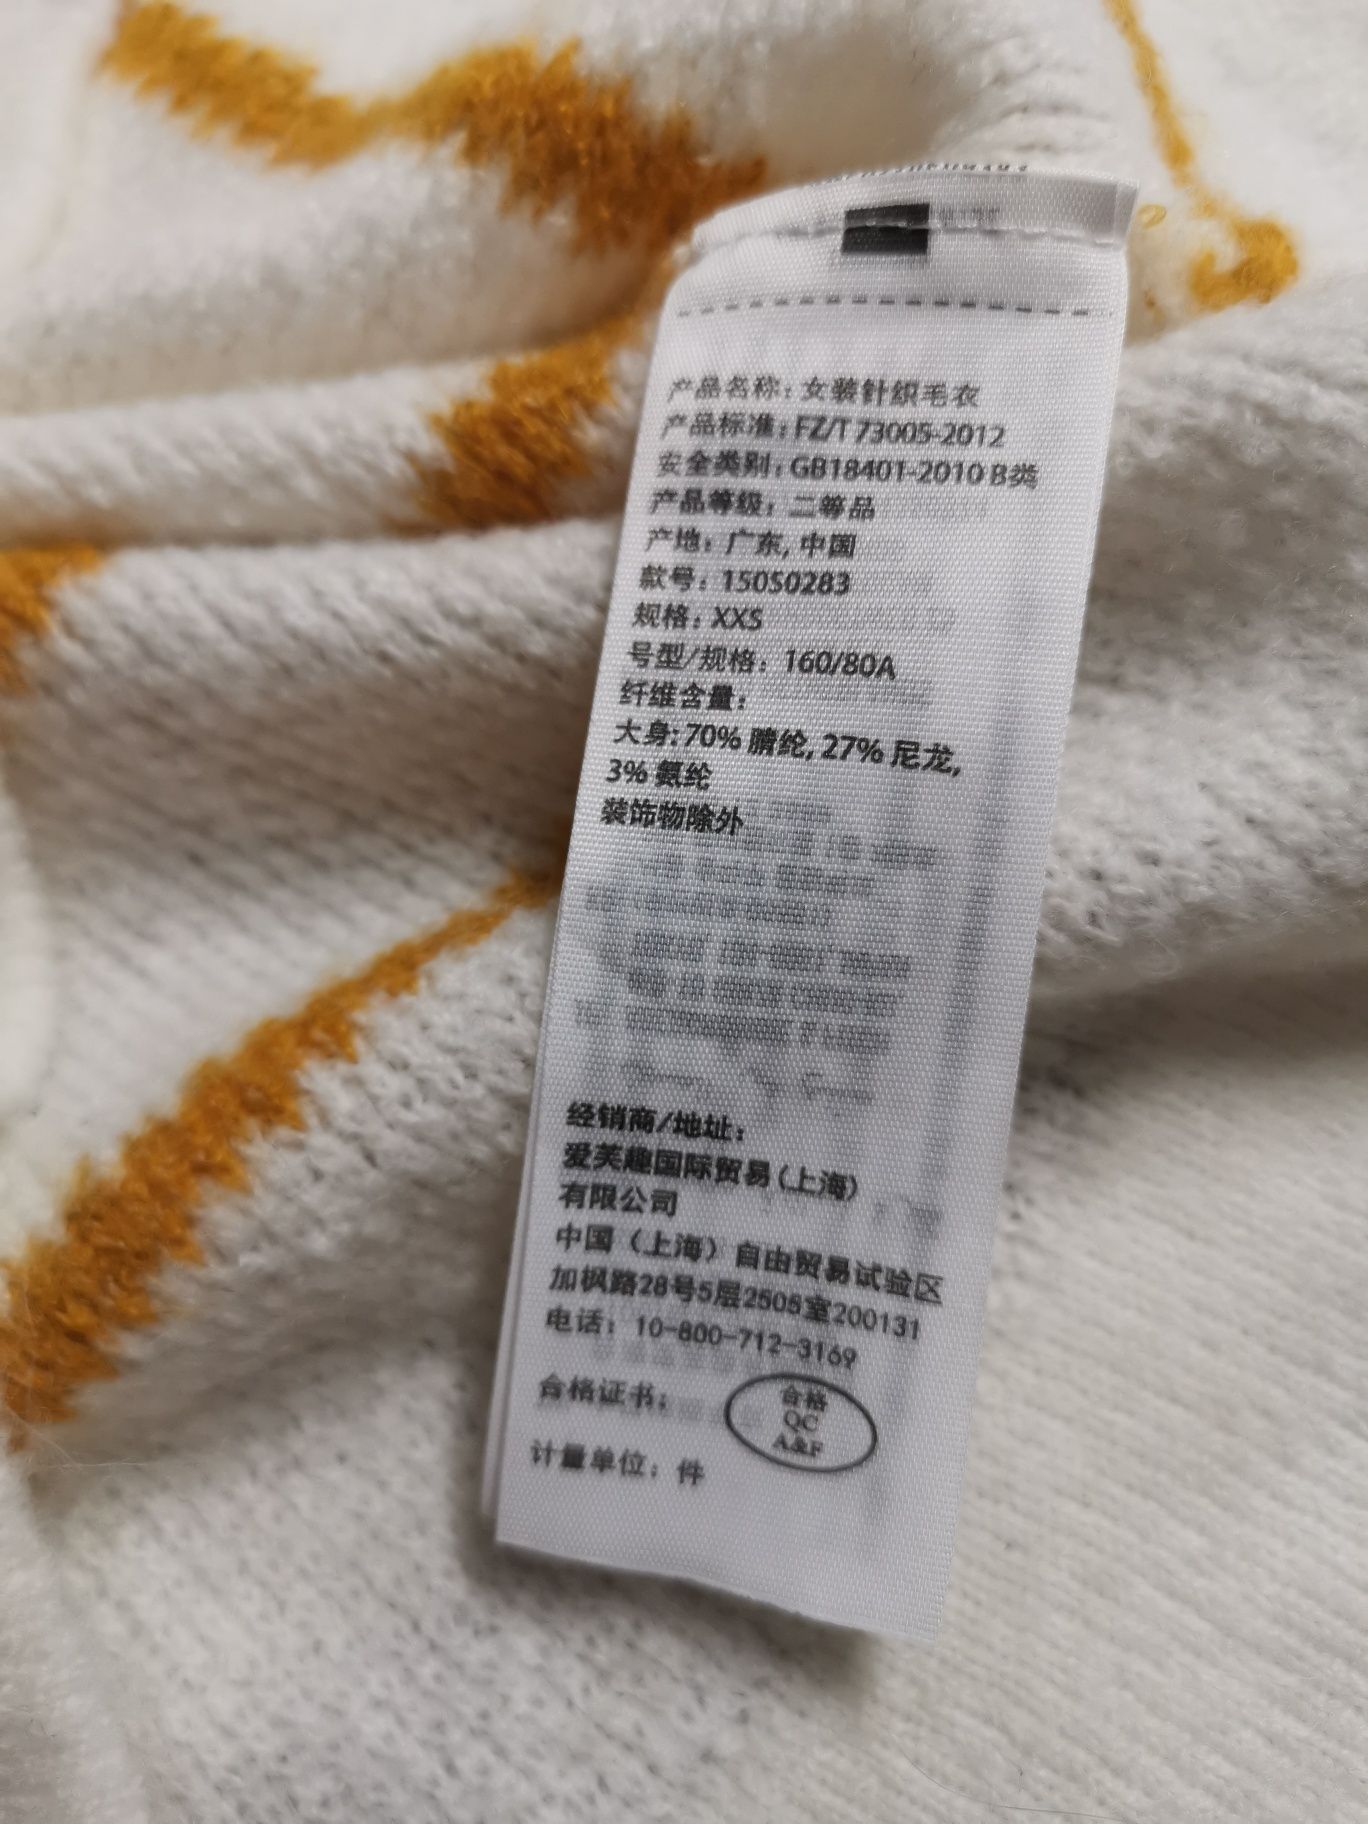 产品名称：女装针织毛衣
产品标准：FZ/T 73005-2012
安全类别：GB18401-2010 B类
产品等级：二等品
产地：广东, 中国
款号：150S0283
规格：XXS
号型/规格：160/80A
纤维含量：
大身: 70% 腈纶, 27% 尼龙,
3% 氨纶
装饰物除外
经销商/地址：
爱芙趣国际贸易(上海)
有限公司
中国（上海）自由贸易试验区
加枫路28号5层2505室200131
电话：10-800-712-3169
合格证书：
合格
QC
A&F
计量单位：件